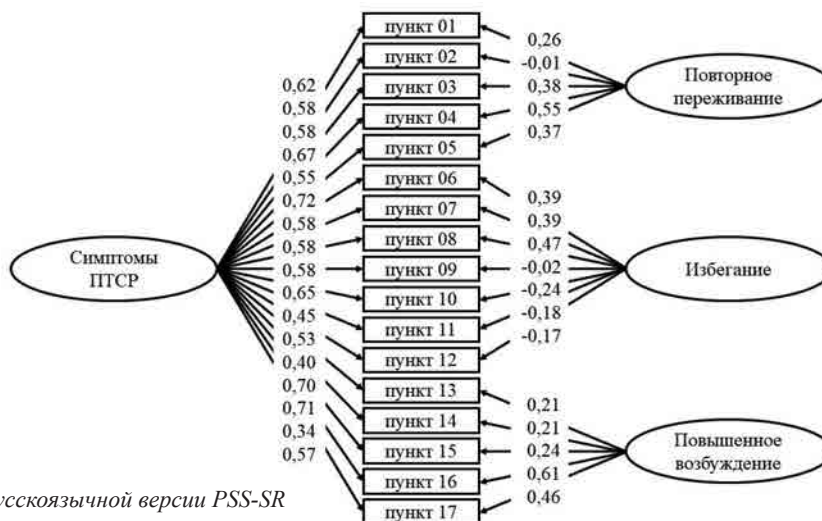 пункт 01
пункт 02
пункт 03
пункт 04
пункт 05
пункт 06
пункт 07
пункт 08
пункт 09
пункт 10
пункт 11
пункт 12
пункт 13
пункт 14
пункт 15
пункт 16
пункт 17
0,62
0,58
0,58
0,67
0,55
0,72
0,58
0,58
0,58
0,65
0,45
0,53
0,40
0,70
0,71
0,34
0,57
Симптомы
ПТСР
0,26
-0,01
0,38
0,55
0,37
Повторное
переживание
0,39
0,39
0,47
-0,02
-0,24
-0,18
-0,17
Избегание
0,21
0,21
0,24
0,61
0,46
Повышенное
возбуждение
усскоязычной версии PSS-SR